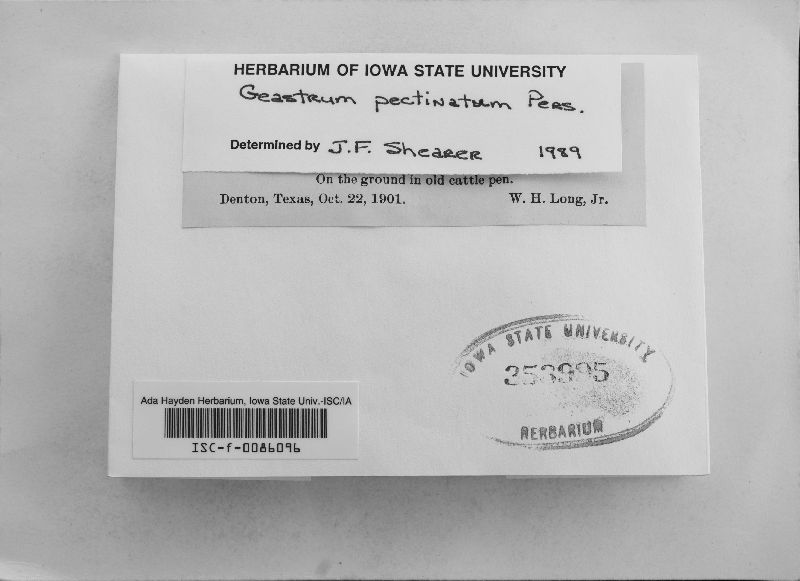 HERBARIUM OF IOWA STATE UNIVERSITY
Geastrum pectinatum Pers.
Determined by J.F. Shearer 1989
On the ground in old cattle pen.
Denton, Texas, Oct. 22, 1901. W. H. Long, Jr.
IOWA STATE UNIVERSITY
353995
HERBARIUM
Ada Hayden Herbarium, Iowa State Univ.-ISC/IA
ISC-f-0086096